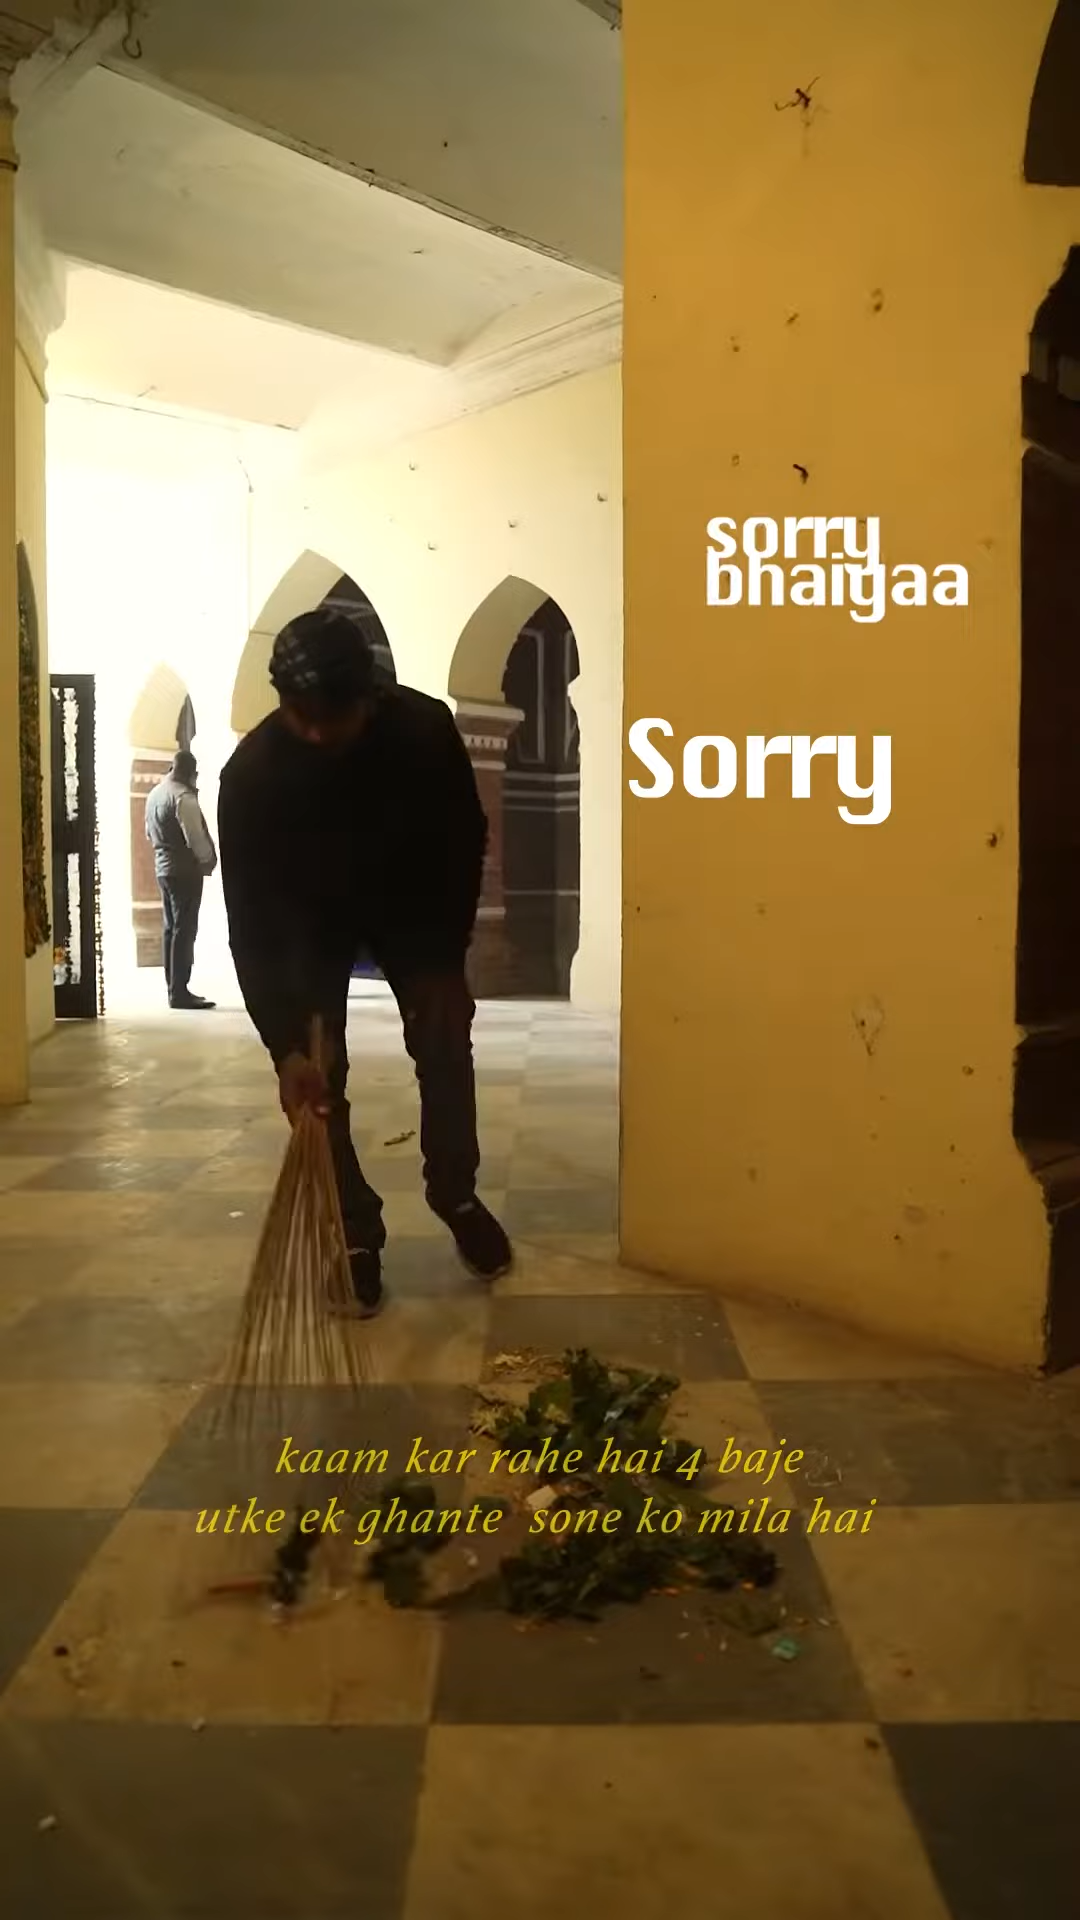 sorry
bhaiyaa
Sorry
kaam kar rahe hai 4 baje
utke ek ghante sone ko mila hai